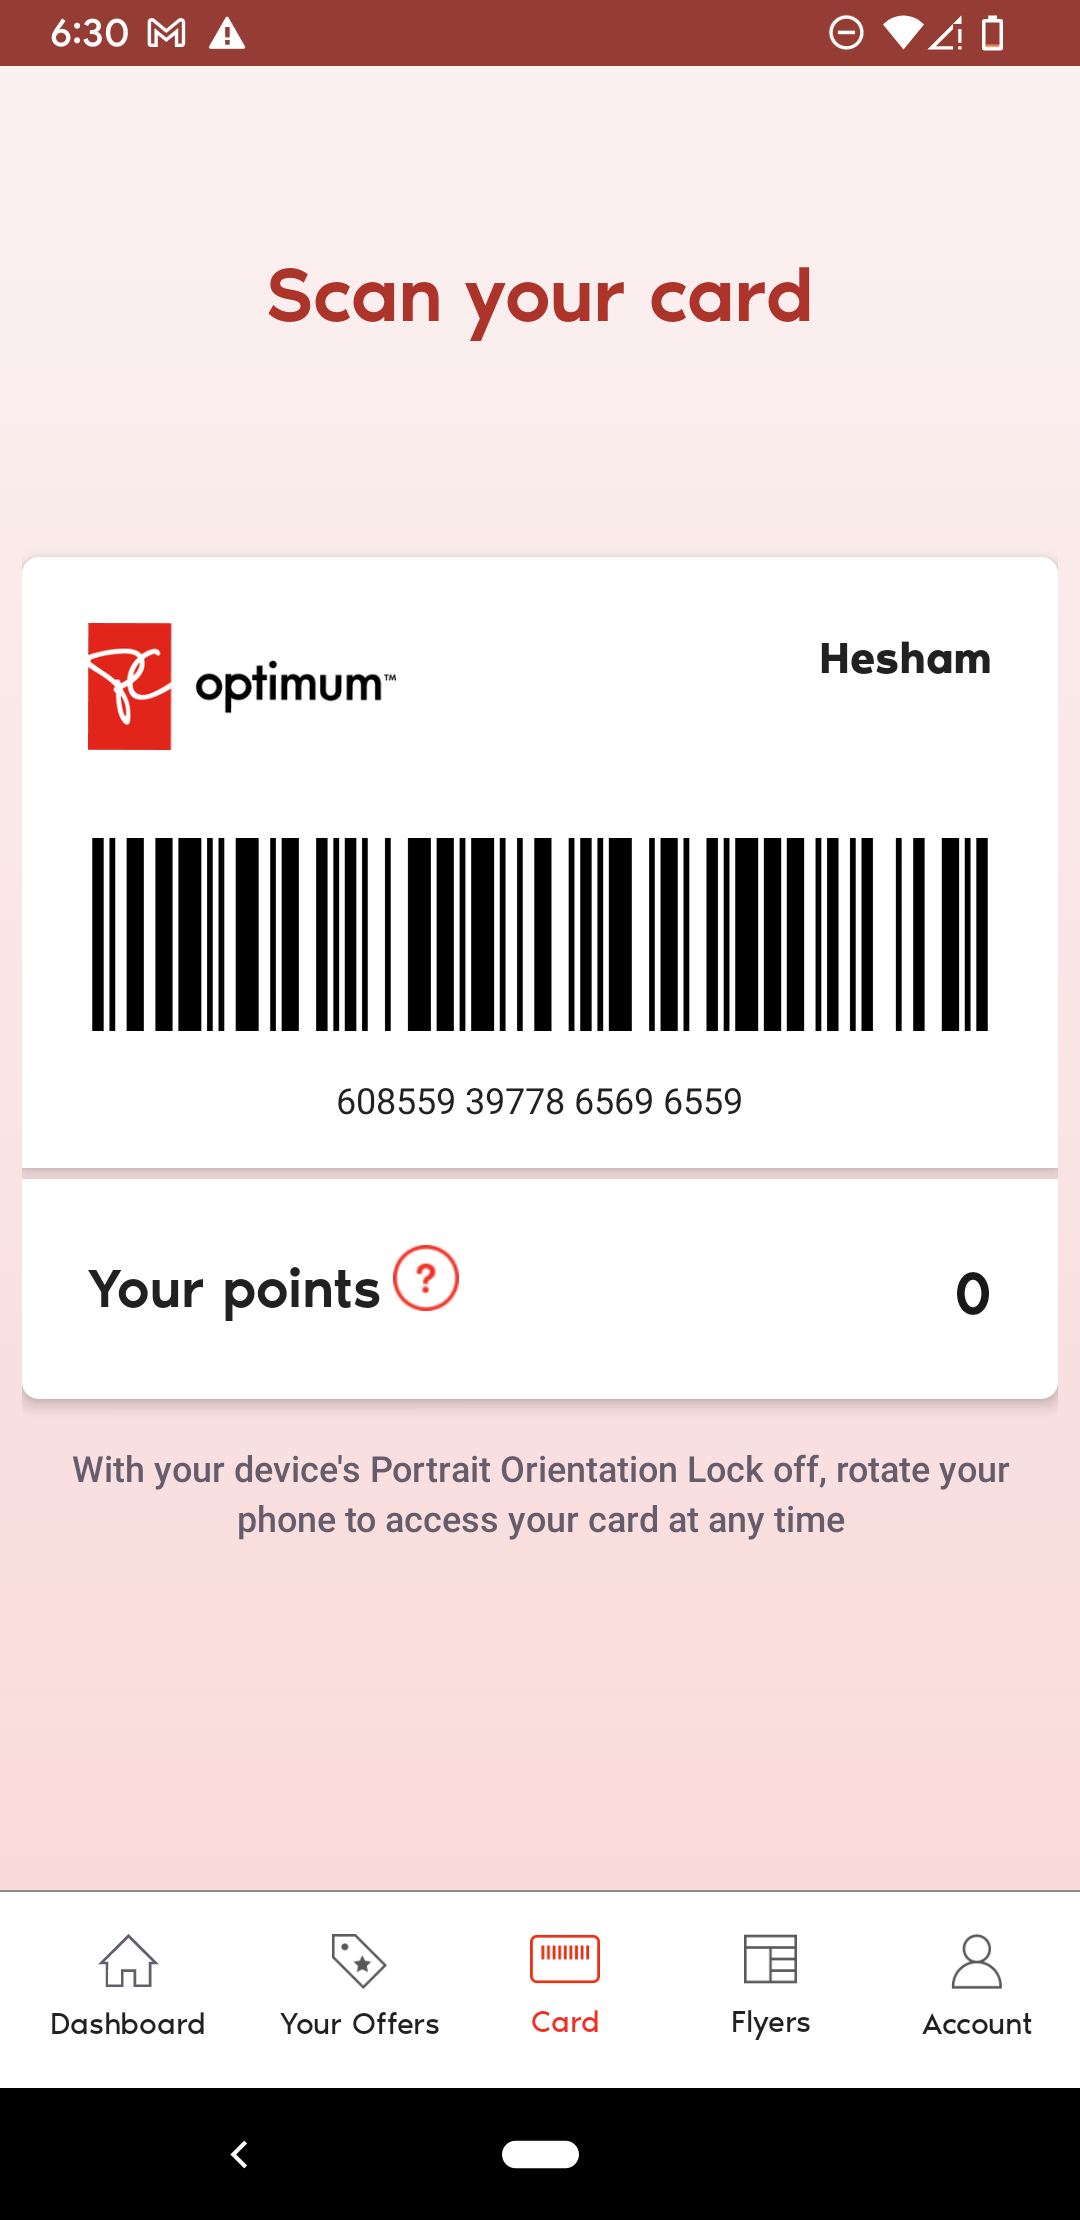 6:30
Scan your card
optimum™
Hesham
608559 39778 6569 6559
Your points ?
0
With your device's Portrait Orientation Lock off, rotate your
phone to access your card at any time
Dashboard
Your Offers
Card
Flyers
Account